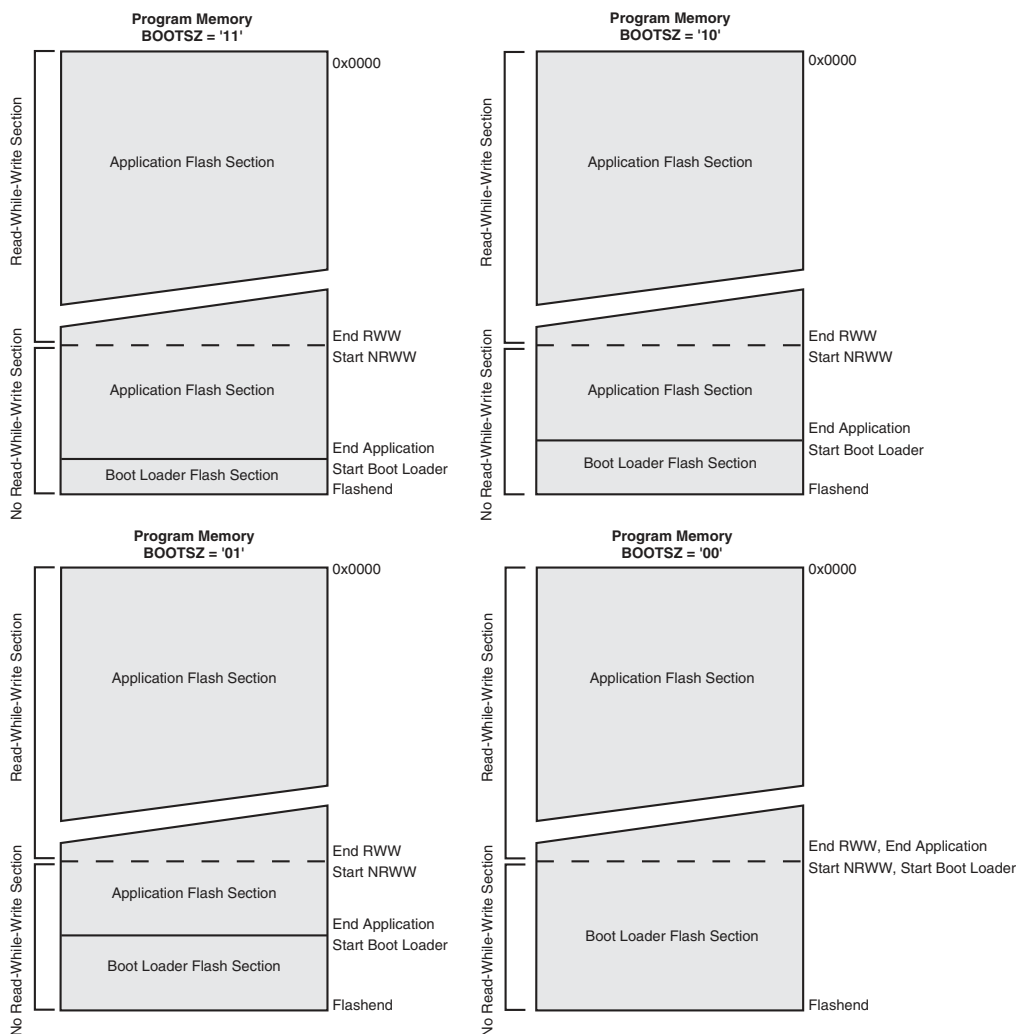 Program Memory
BOOTSZ = '11'
0x0000
Read-While-Write Section
Application Flash Section
End RWW
Start NRWW
No Read-While-Write Section
Application Flash Section
End Application
Start Boot Loader
Boot Loader Flash Section
Flashend
Program Memory
BOOTSZ = '10'
0x0000
Read-While-Write Section
Application Flash Section
End RWW
Start NRWW
No Read-While-Write Section
Application Flash Section
End Application
Start Boot Loader
Boot Loader Flash Section
Flashend
Program Memory
BOOTSZ = '01'
0x0000
Read-While-Write Section
Application Flash Section
End RWW
Start NRWW
No Read-While-Write Section
Application Flash Section
End Application
Start Boot Loader
Boot Loader Flash Section
Flashend
Program Memory
BOOTSZ = '00'
0x0000
Read-While-Write Section
Application Flash Section
End RWW, End Application
Start NRWW, Start Boot Loader
No Read-While-Write Section
Boot Loader Flash Section
Flashend